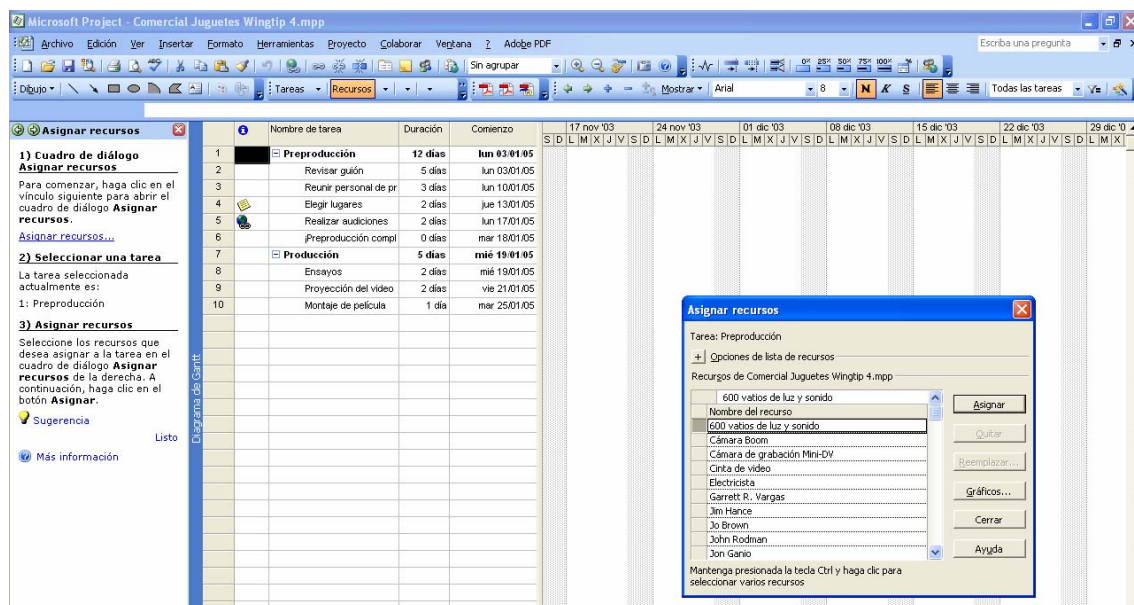 Microsoft Project - Comercial Juguetes Wingtip 4.mpp
Archivo Edición Ver Insertar Formato Herramientas Proyecto Colaborar Ventana ? Adobe PDF Escriba una pregunta
Sin agrupar 0% 25% 50% 75% 100%
Dibujo Tareas Recursos Mostrar Arial 8 N K S Todas las tareas
Asignar recursos
1) Cuadro de diálogo
Asignar recursos
Para comenzar, haga clic en el
vínculo siguiente para abrir el
cuadro de diálogo Asignar
recursos.
Asignar recursos...
2) Seleccionar una tarea
La tarea seleccionada
actualmente es:
1: Preproducción
3) Asignar recursos
Seleccione los recursos que
desea asignar a la tarea en el
cuadro de diálogo Asignar
recursos de la derecha. A
continuación, haga clic en el
botón Asignar.
Sugerencia
Listo
Más información
Diagrama de Gantt
Nombre de tarea Duración Comienzo
1 Preproducción 12 días lun 03/01/05
2 Revisar guión 5 días lun 03/01/05
3 Reunir personal de pr 3 días lun 10/01/05
4 Elegir lugares 2 días jue 13/01/05
5 Realizar audiciones 2 días lun 17/01/05
6 ¡Preproducción compl 0 días mar 18/01/05
7 Producción 5 días mié 19/01/05
8 Ensayos 2 días mié 19/01/05
9 Proyección del video 2 días vie 21/01/05
10 Montaje de película 1 día mar 25/01/05
17 nov '03 24 nov '03 01 dic '03 08 dic '03 15 dic '03 22 dic '03 29 dic '0
S D L M X J V S D L M X J V S D L M X J V S D L M X J V S D L M X J V S D L M X J V S D L M X
Asignar recursos
Tarea: Preproducción
+ Opciones de lista de recursos
Recursos de Comercial Juguetes Wingtip 4.mpp
600 vatios de luz y sonido
Nombre del recurso
600 vatios de luz y sonido
Cámara Boom
Cámara de grabación Mini-DV
Cinta de video
Electricista
Garrett R. Vargas
Jim Hance
Jo Brown
John Rodman
Jon Ganio
Asignar
Quitar
Reemplazar...
Gráficos...
Cerrar
Ayuda
Mantenga presionada la tecla Ctrl y haga clic para
seleccionar varios recursos